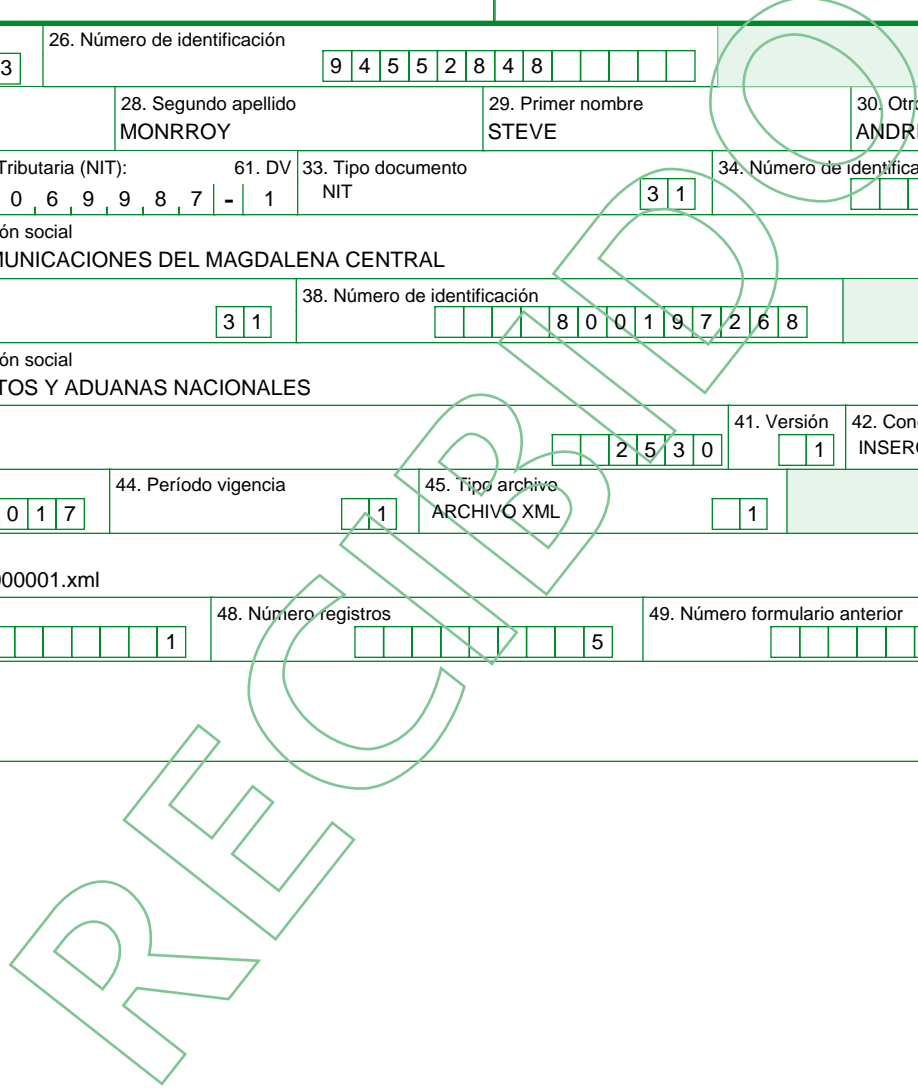 26. Número de identificación
3 9 4 5 5 2 8 4 8
28. Segundo apellido 29. Primer nombre 30. Otro
MONRROY STEVE ANDR
Tributaria (NIT): 61. DV 33. Tipo documento 34. Número de identifica
0 6 9 9 8 7 - 1 NIT 3 1
ón social
MUNICACIONES DEL MAGDALENA CENTRAL
38. Número de identificación
3 1 8 0 0 1 9 7 2 6 8
ón social
TOS Y ADUANAS NACIONALES
41. Versión 42. Con
2 5 3 0 1 INSER
44. Período vigencia 45. Tipo archivo
0 1 7 1 ARCHIVO XML 1
000001.xml
48. Número registros 49. Número formulario anterior
1 5
RECIBIDO